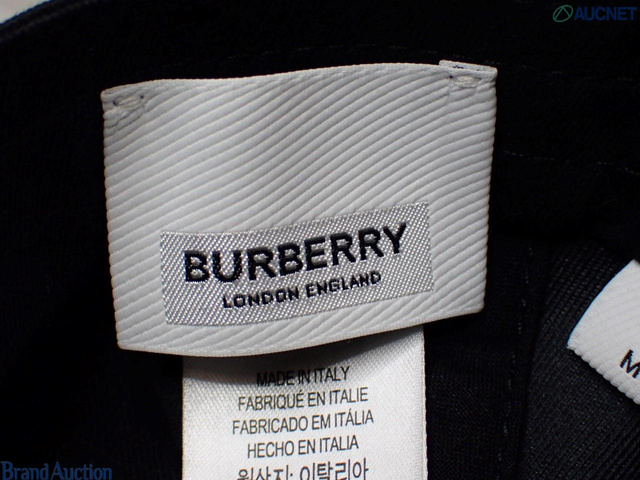 AUCNET
BURBERRY
LONDON ENGLAND
MADE IN ITALY
FABRIQUÉ EN ITALIE
FABRICADO EM ITÁLIA
HECHO EN ITALIA
원산지: 이탈리아
M
Brand Auction